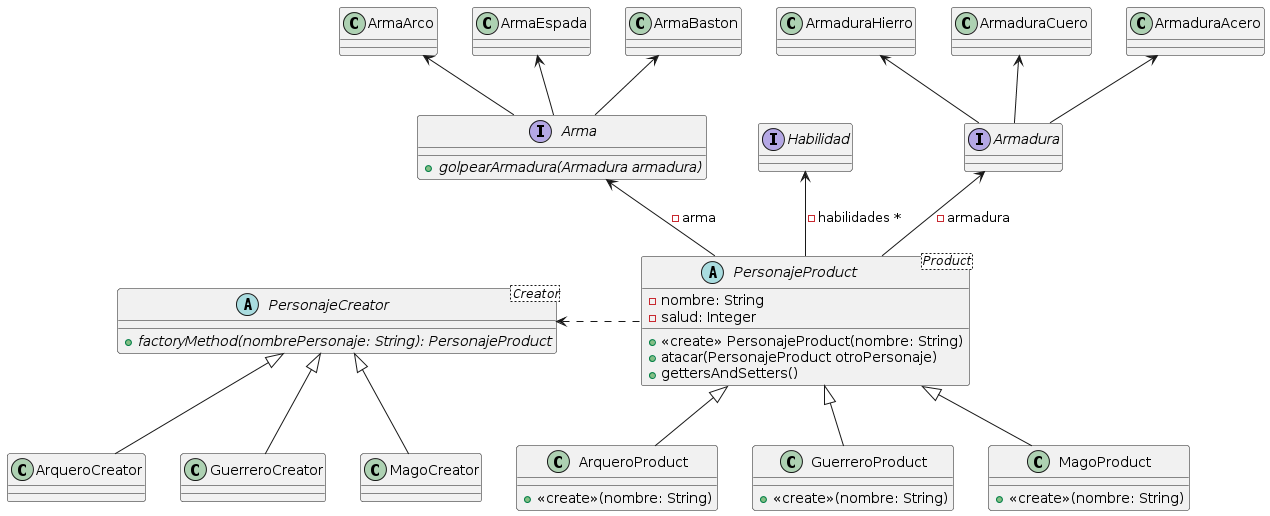 C ArmaArco
C ArmaEspada
C ArmaBaston
C ArmaduraHierro
C ArmaduraCuero
C ArmaduraAcero
I Arma
golpearArmadura(Armadura armadura)
I Habilidad
I Armadura
arma
habilidades *
armadura
A PersonajeCreator
Creator
factoryMethod(nombrePersonaje: String): PersonajeProduct
A PersonajeProduct
Product
nombre: String
salud: Integer
«create» PersonajeProduct(nombre: String)
atacar(PersonajeProduct otroPersonaje)
gettersAndSetters()
C ArqueroCreator
C GuerreroCreator
C MagoCreator
C ArqueroProduct
«create»(nombre: String)
C GuerreroProduct
«create»(nombre: String)
C MagoProduct
«create»(nombre: String)